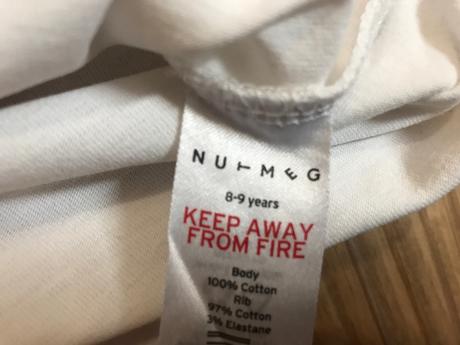 NUTMEG
8-9 years
KEEP AWAY
FROM FIRE
Body
100% Cotton
Rib
97% Cotton
3% Elastane